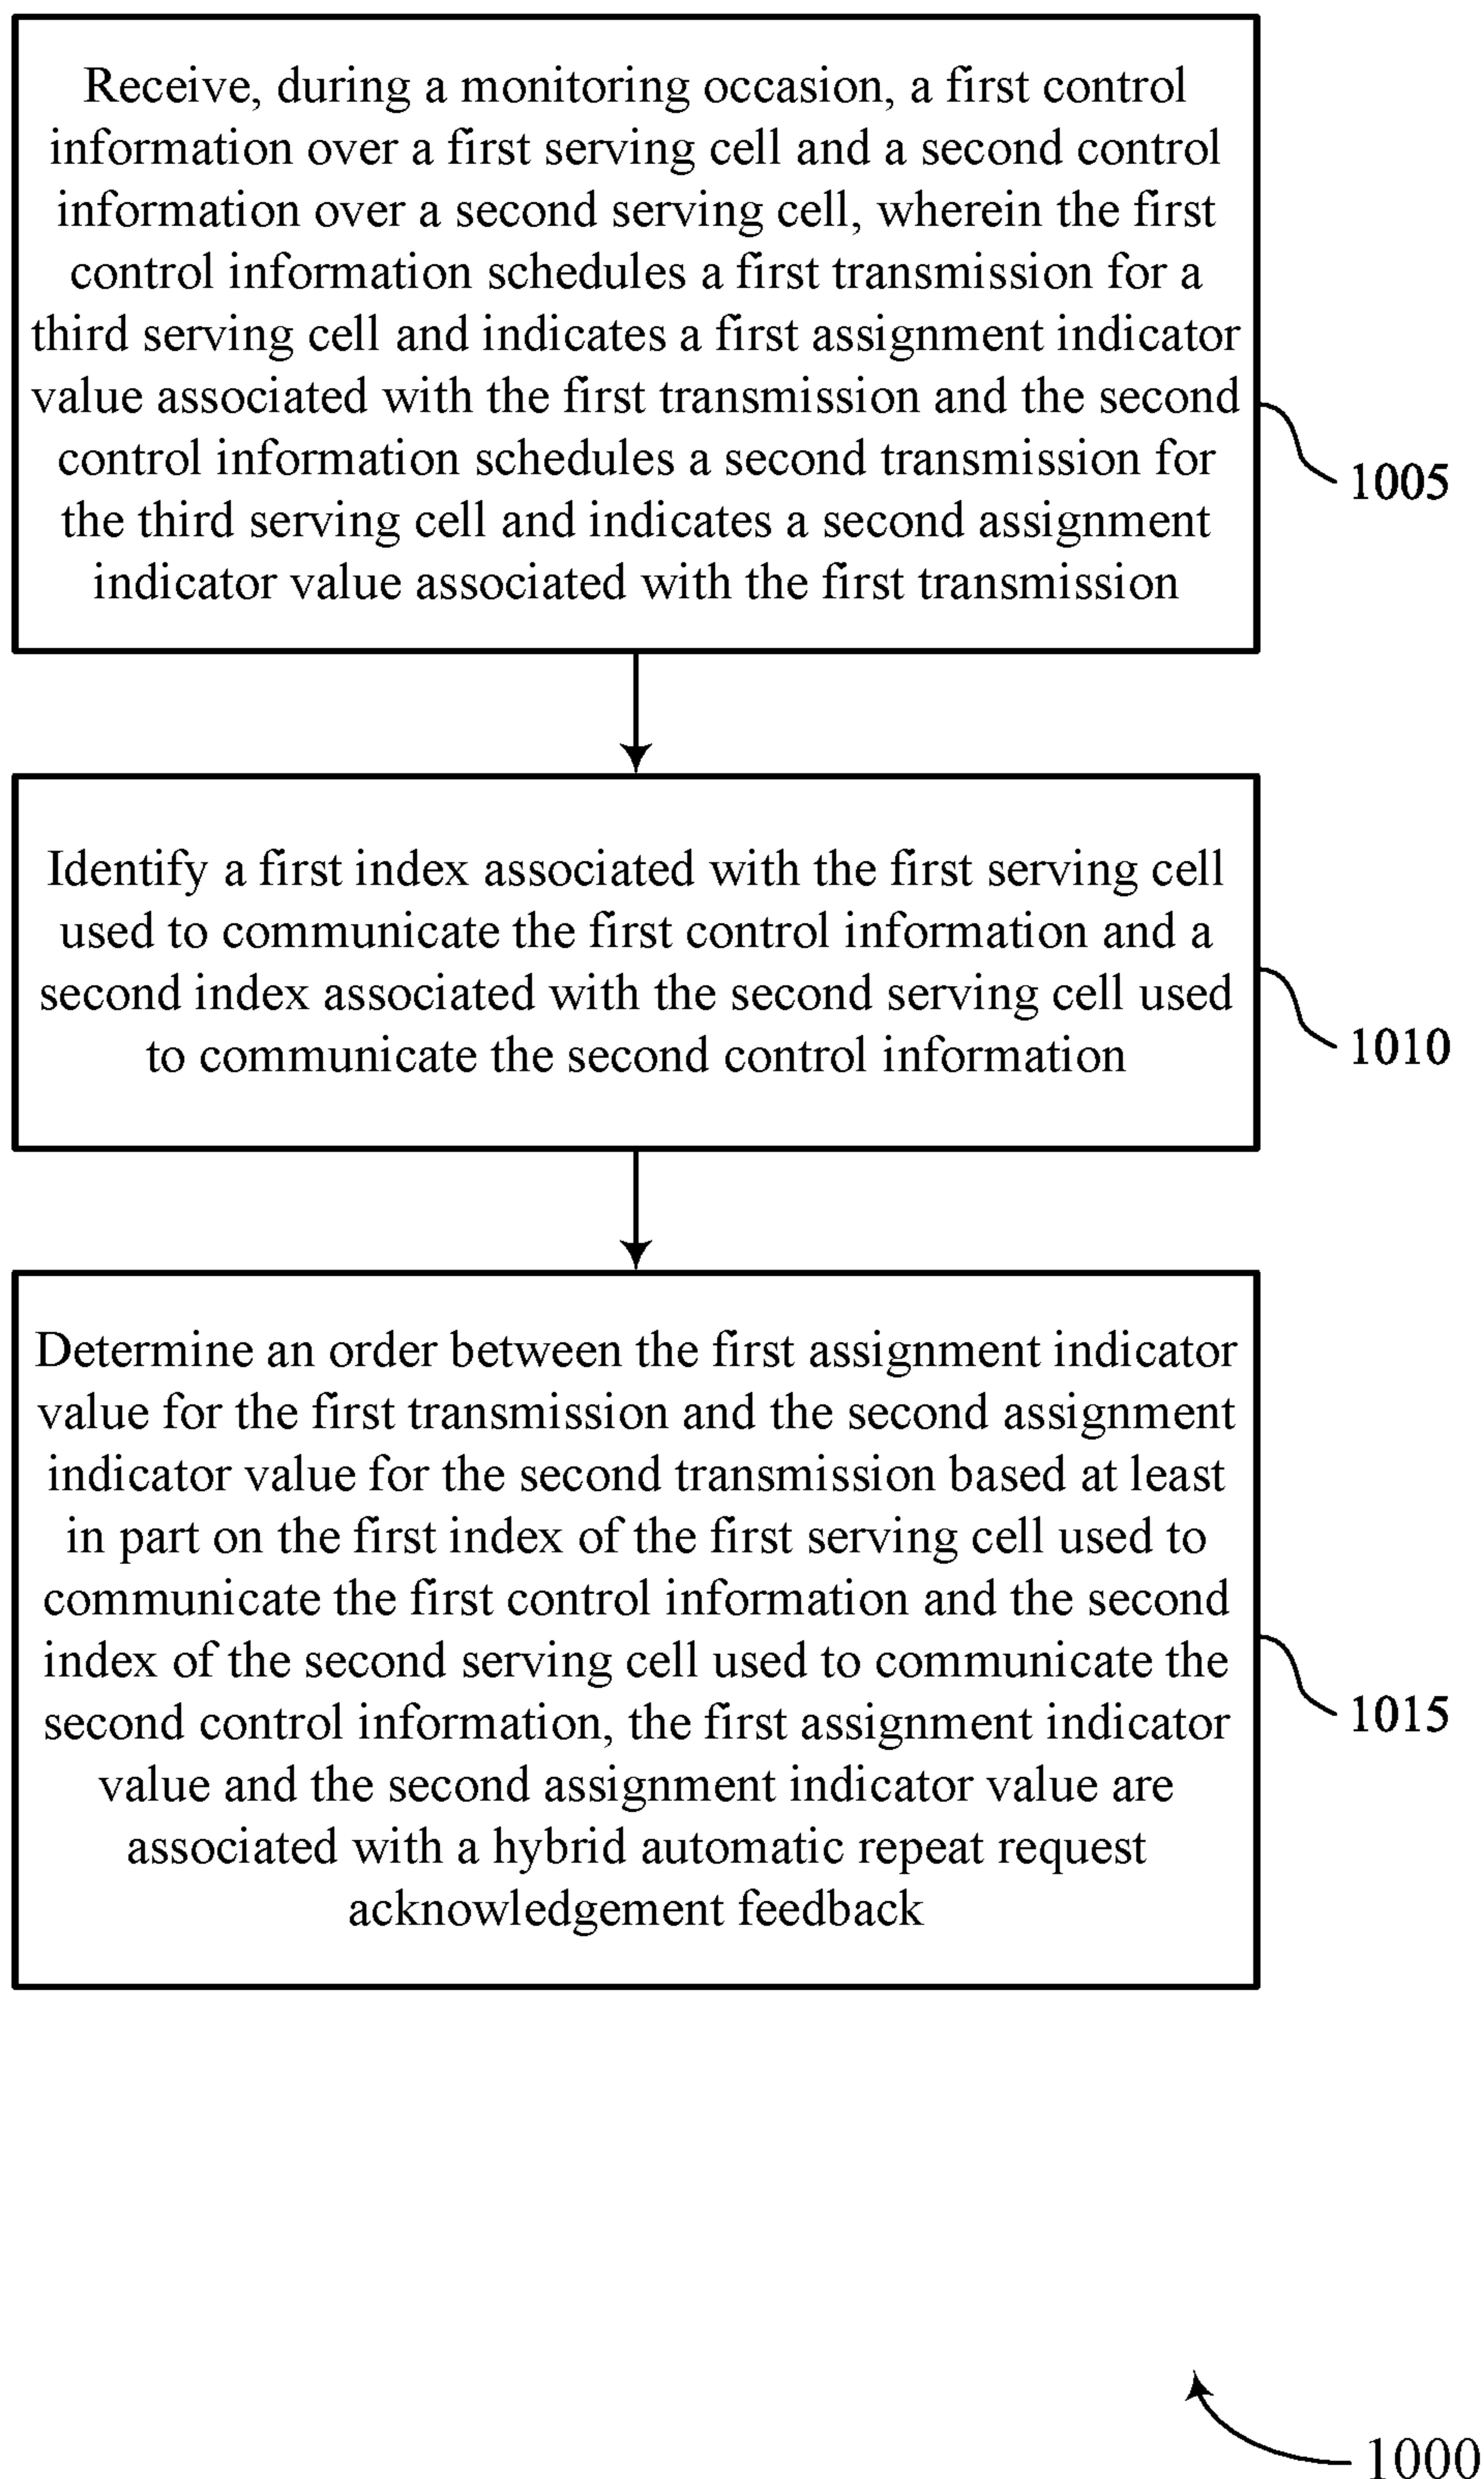 Receive, during a monitoring occasion, a first control
information over a first serving cell and a second control
information over a second serving cell, wherein the first
control information schedules a first transmission for a
third serving cell and indicates a first assignment indicator
value associated with the first transmission and the second
control information schedules a second transmission for
the third serving cell and indicates a second assignment
indicator value associated with the first transmission
1005
Identify a first index associated with the first serving cell
used to communicate the first control information and a
second index associated with the second serving cell used
to communicate the second control information
1010
Determine an order between the first assignment indicator
value for the first transmission and the second assignment
indicator value for the second transmission based at least
in part on the first index of the first serving cell used to
communicate the first control information and the second
index of the second serving cell used to communicate the
second control information, the first assignment indicator
value and the second assignment indicator value are
associated with a hybrid automatic repeat request
acknowledgement feedback
1015
1000